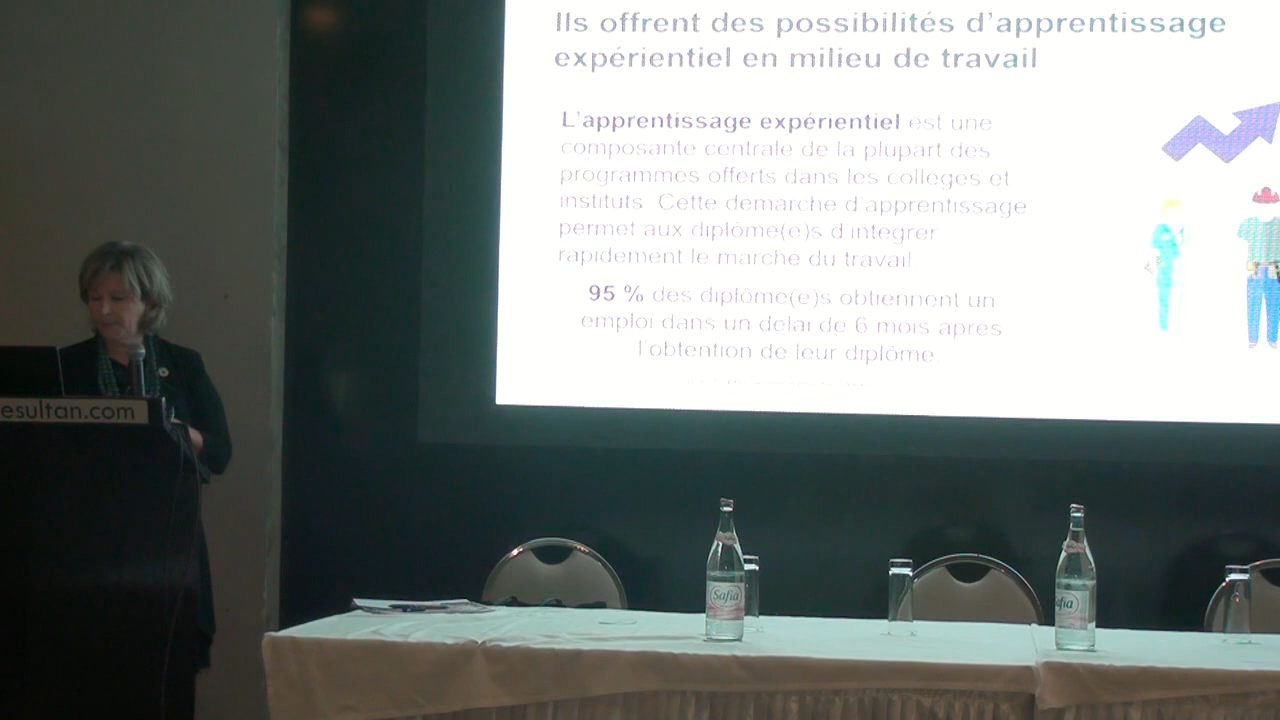 Ils offrent des possibilités d'apprentissage
expérientiel en milieu de travail
L'apprentissage expérientiel est une
composante centrale de la plupart des
programmes offerts dans les collèges et
instituts. Cette démarche d'apprentissage
permet aux diplômé(e)s d'intégrer
rapidement le marché du travail.
95 % des diplômé(e)s obtiennent un
emploi dans un délai de 6 mois après
l'obtention de leur diplôme.
esultan.com
Safia
afia